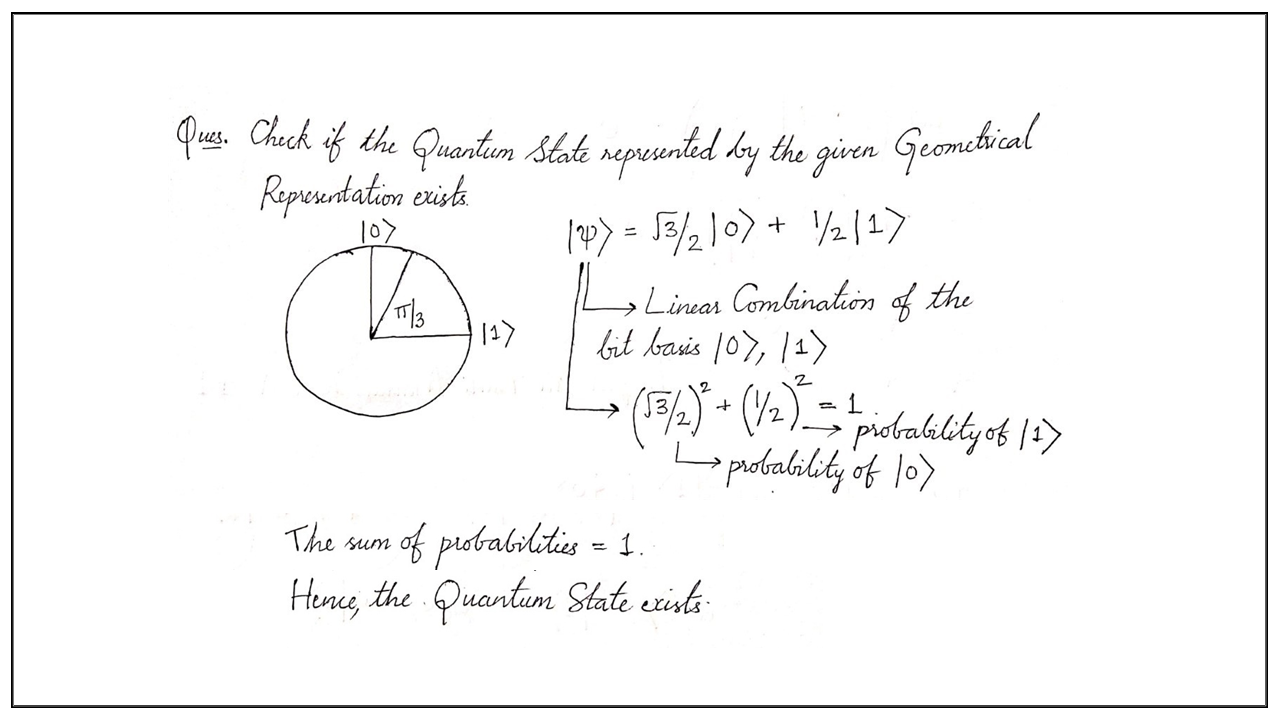 Ques. Check if the Quantum State represented by the given Geometrical
Representation exists.
|0>
π/3
|1>
|ψ> = √3/2 |0> + 1/2 |1>
Linear Combination of the
bit basis |0>, |1>
(√3/2)² + (1/2)² = 1
probability of |1>
probability of |0>
The sum of probabilities = 1.
Hence, the Quantum State exists.